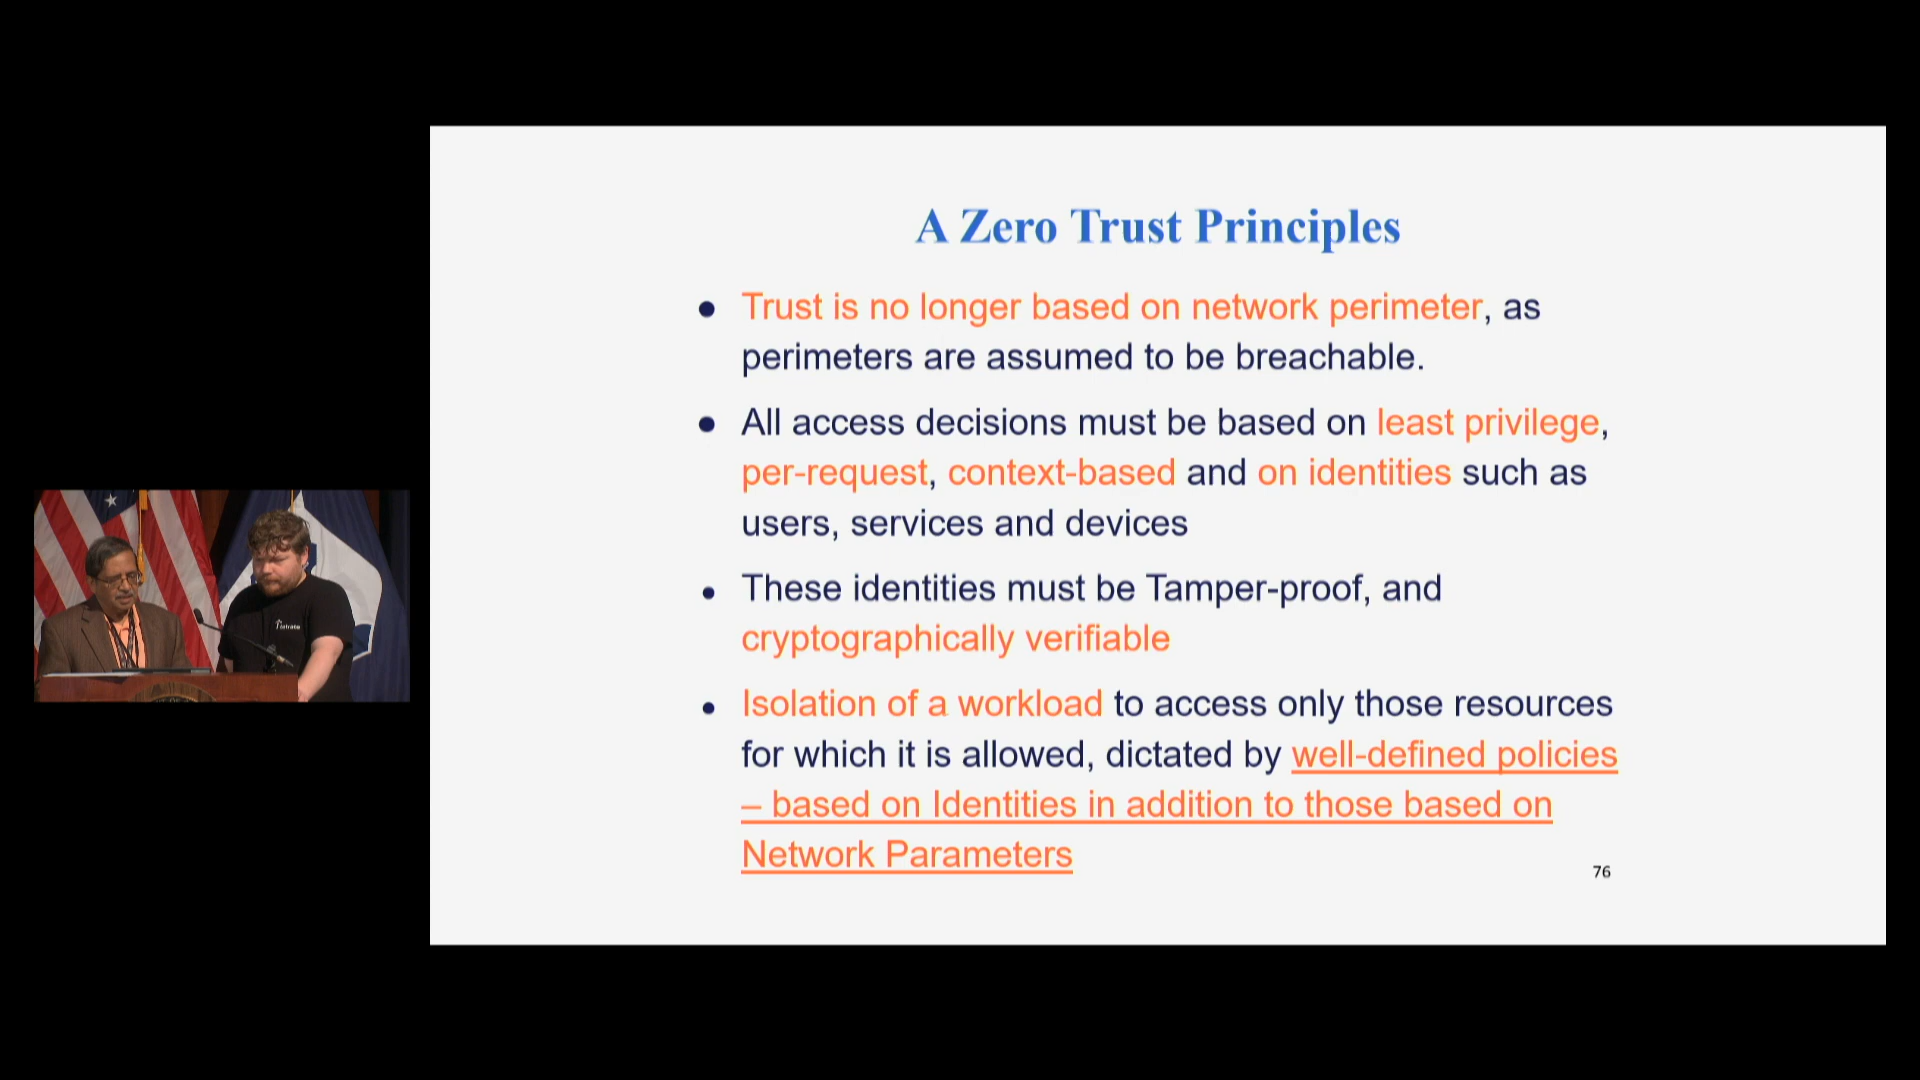 A Zero Trust Principles
● Trust is no longer based on network perimeter, as
perimeters are assumed to be breachable.
● All access decisions must be based on least privilege,
per-request, context-based and on identities such as
users, services and devices
● These identities must be Tamper-proof, and
cryptographically verifiable
● Isolation of a workload to access only those resources
for which it is allowed, dictated by well-defined policies
– based on Identities in addition to those based on
Network Parameters
76